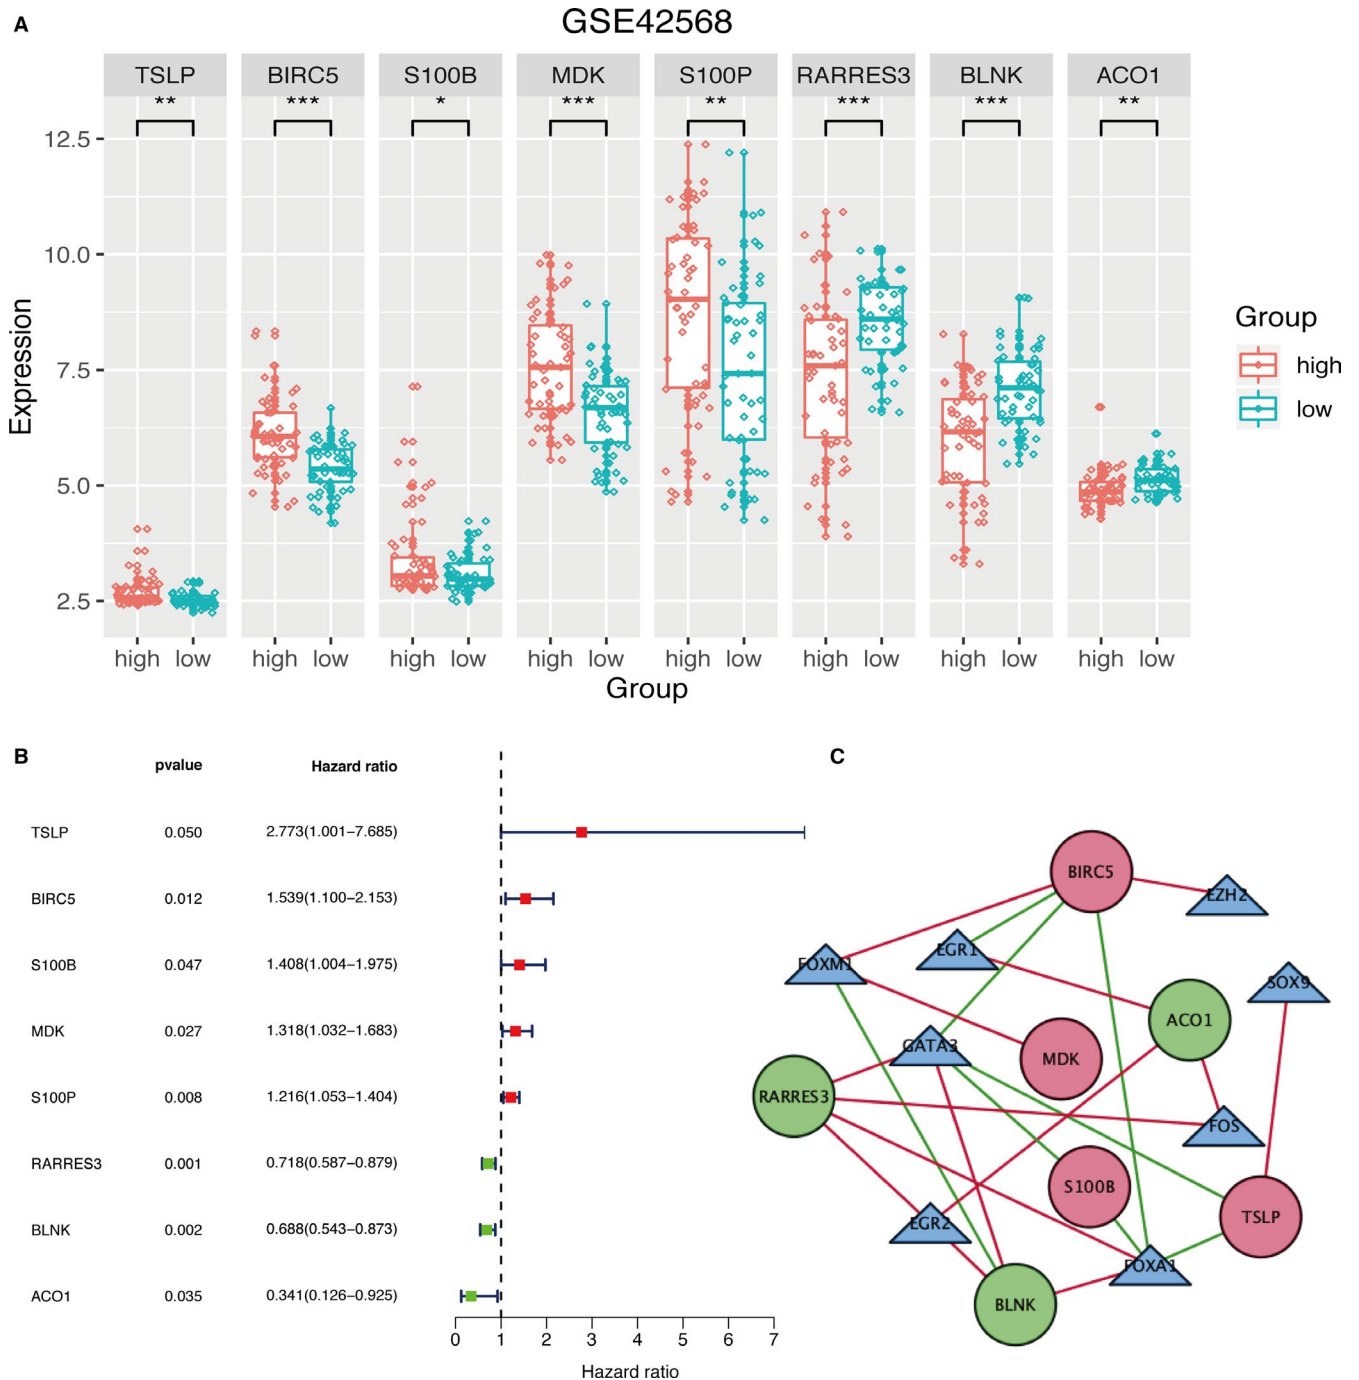 A
GSE42568
TSLP BIRC5 S100B MDK S100P RARRES3 BLNK ACO1
** *** * *** ** *** *** **
12.5
10.0
7.5
5.0
2.5
Expression
high low high low high low high low high low high low high low high low
Group
Group
high
low
B
pvalue Hazard ratio
TSLP 0.050 2.773(1.001–7.685)
BIRC5 0.012 1.539(1.100–2.153)
S100B 0.047 1.408(1.004–1.975)
MDK 0.027 1.318(1.032–1.683)
S100P 0.008 1.216(1.053–1.404)
RARRES3 0.001 0.718(0.587–0.879)
BLNK 0.002 0.688(0.543–0.873)
ACO1 0.035 0.341(0.126–0.925)
0 1 2 3 4 5 6 7
Hazard ratio
C
BIRC5
EZH2
EGR1
FOXM1
SOX9
ACO1
GATA3
MDK
RARRES3
FOS
S100B
TSLP
EGR2
FOXA1
BLNK